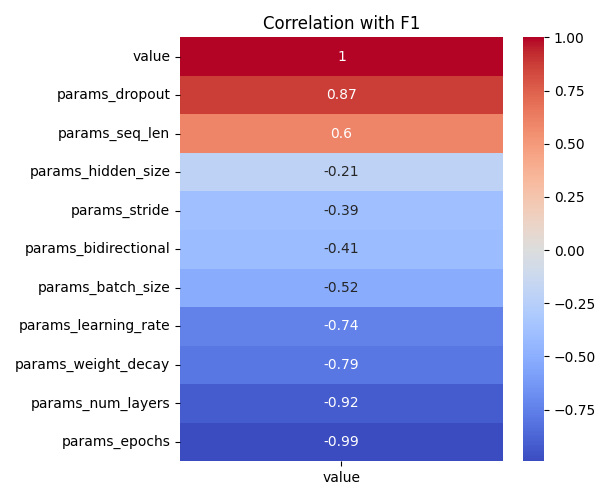 Correlation with F1
value 1
params_dropout 0.87
params_seq_len 0.6
params_hidden_size -0.21
params_stride -0.39
params_bidirectional -0.41
params_batch_size -0.52
params_learning_rate -0.74
params_weight_decay -0.79
params_num_layers -0.92
params_epochs -0.99
value
1.00
0.75
0.50
0.25
0.00
−0.25
−0.50
−0.75